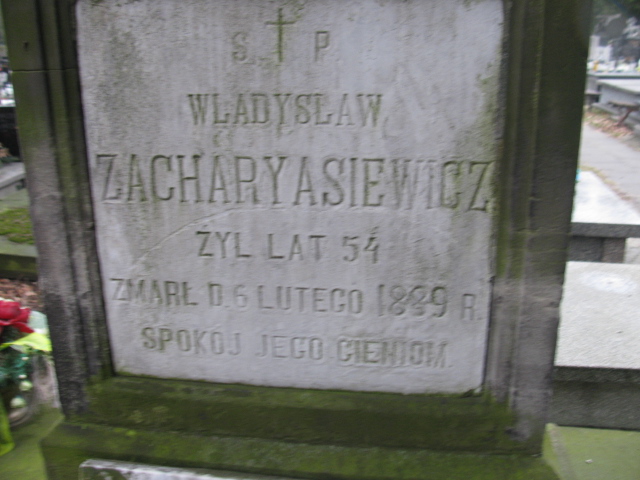 Ś. P.
WŁADYSŁAW
ZACHARYASIEWICZ
ŻYŁ LAT 54
ZMARŁ D. 6 LUTEGO 1889 R.
SPOKÓJ JEGO CIENIOM.